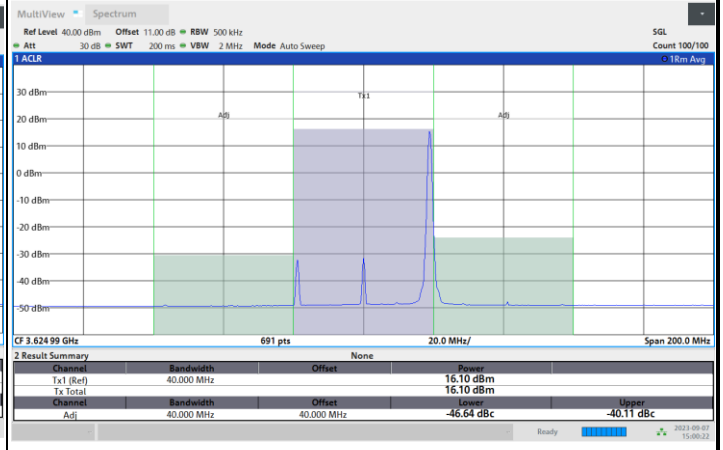 MultiView Spectrum
Ref Level 40.00 dBm Offset 11.00 dB RBW 500 kHz SGL
Att 30 dB SWT 200 ms VBW 2 MHz Mode Auto Sweep Count 100/100
1 ACLR 1Rm Avg
Tx1
30 dBm
Adj Adj
20 dBm
10 dBm
0 dBm
-10 dBm
-20 dBm
-30 dBm
-40 dBm
-50 dBm
CF 3.624 99 GHz 691 pts 20.0 MHz/ Span 200.0 MHz
2 Result Summary None
Channel Bandwidth Offset Power
Tx1 (Ref) 40.000 MHz 16.10 dBm
Tx Total 16.10 dBm
Channel Bandwidth Offset Lower Upper
Adj 40.000 MHz 40.000 MHz -46.64 dBc -40.11 dBc
Ready 2023-09-07
15:00:22